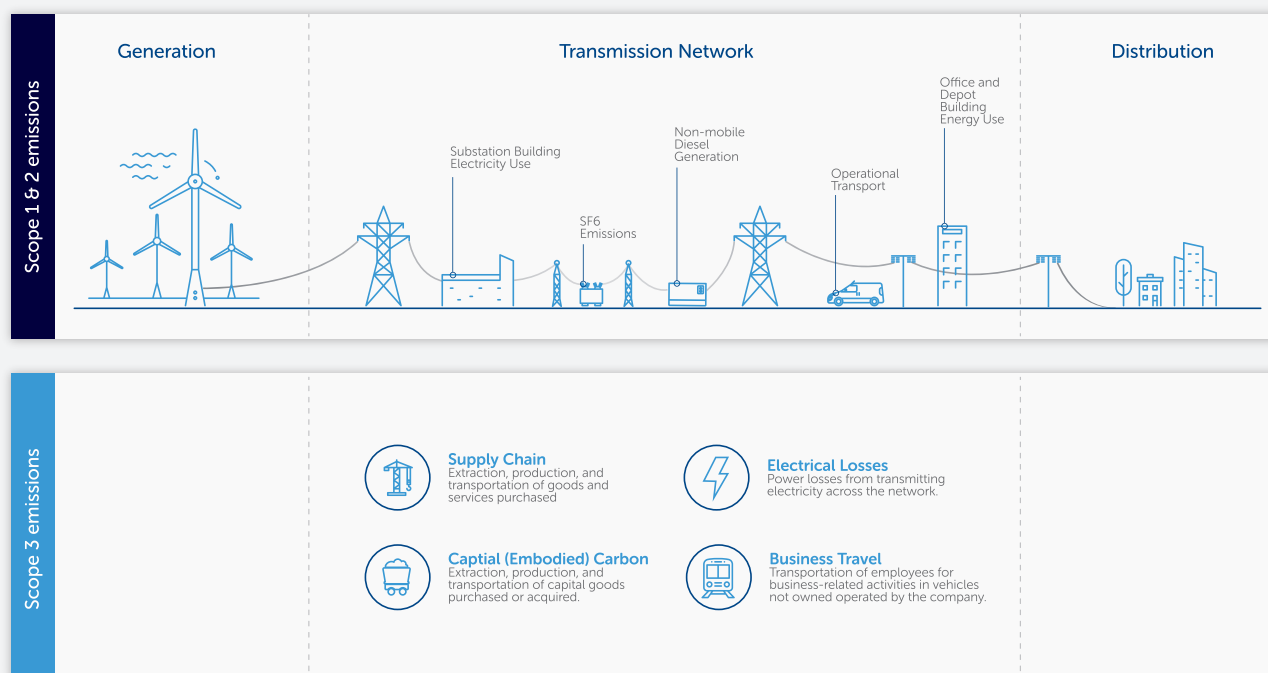 Scope 1 & 2 emissions
Generation
Transmission Network
Distribution
Substation Building
Electricity Use
SF6
Emissions
Non-mobile
Diesel
Generation
Operational
Transport
Office and
Depot
Building
Energy Use
Scope 3 emissions
Supply Chain
Extraction, production, and
transportation of goods and
services purchased
Electrical Losses
Power losses from transmitting
electricity across the network.
Captial (Embodied) Carbon
Extraction, production, and
transportation of capital goods
purchased or acquired.
Business Travel
Transportation of employees for
business-related activities in vehicles
not owned operated by the company.